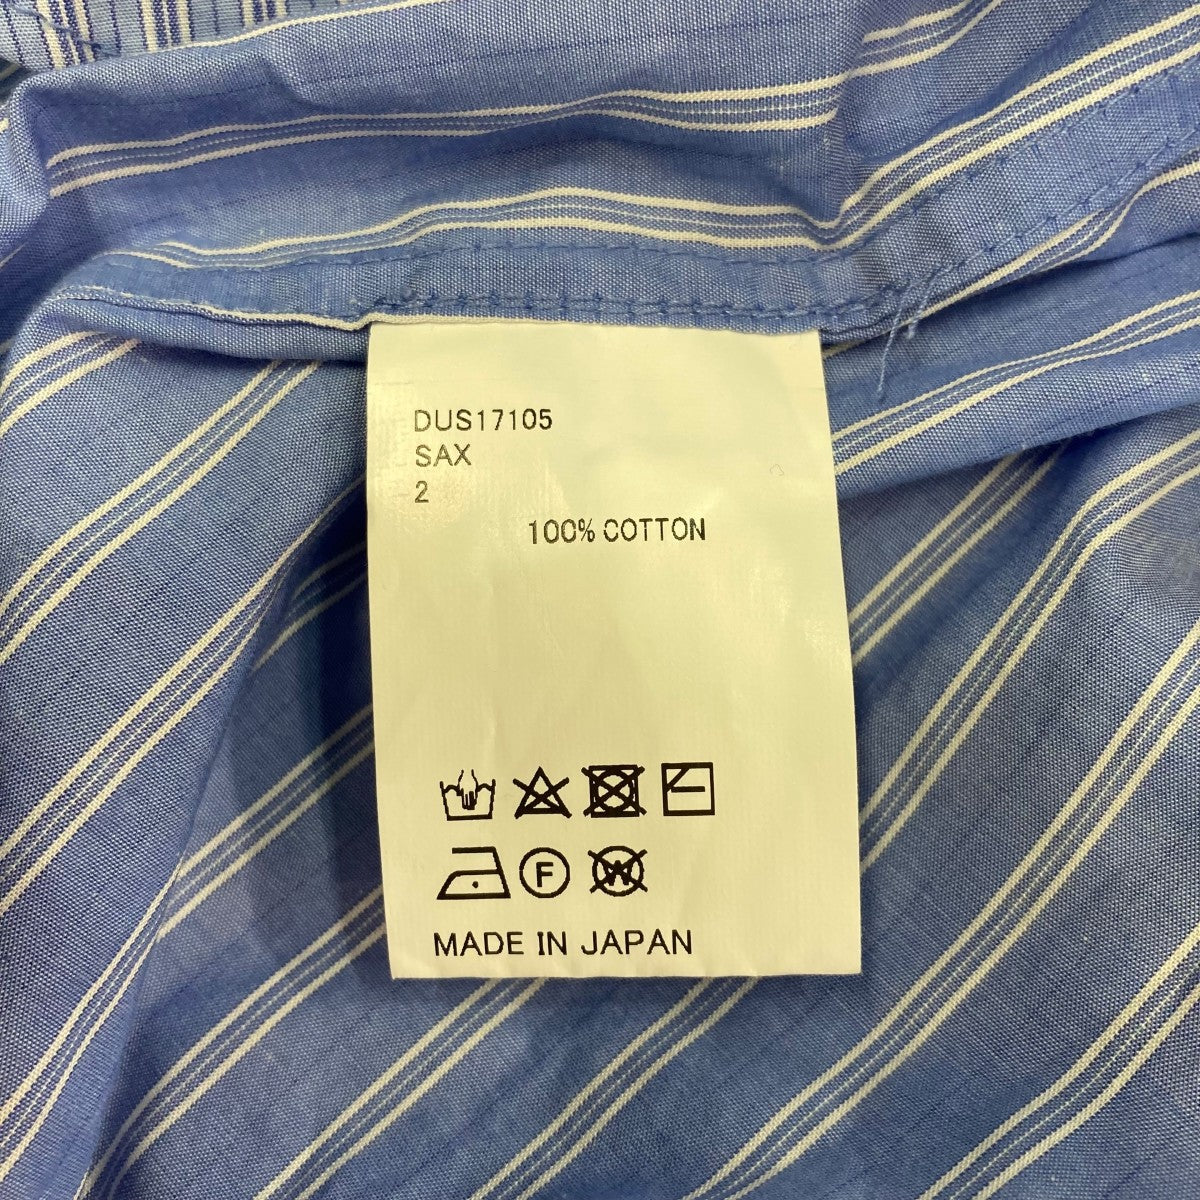 DUS17105
SAX
2
100% COTTON
F
W
MADE IN JAPAN